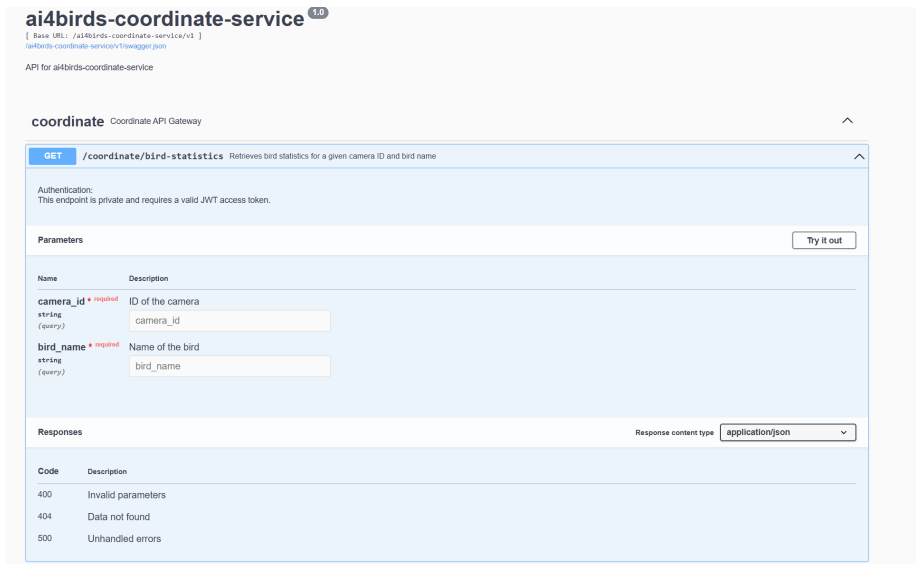 ai4birds-coordinate-service 1.0
[ Base URL: /ai4birds-coordinate-service/v1 ]
/ai4birds-coordinate-service/v1/swagger.json
API for ai4birds-coordinate-service
coordinate Coordinate API Gateway
GET /coordinate/bird-statistics Retrieves bird statistics for a given camera ID and bird name
Authentication:
This endpoint is private and requires a valid JWT access token.
Parameters Try it out
Name Description
camera_id * required ID of the camera
string
(query)
camera_id
bird_name * required Name of the bird
string
(query)
bird_name
Responses Response content type application/json
Code Description
400 Invalid parameters
404 Data not found
500 Unhandled errors